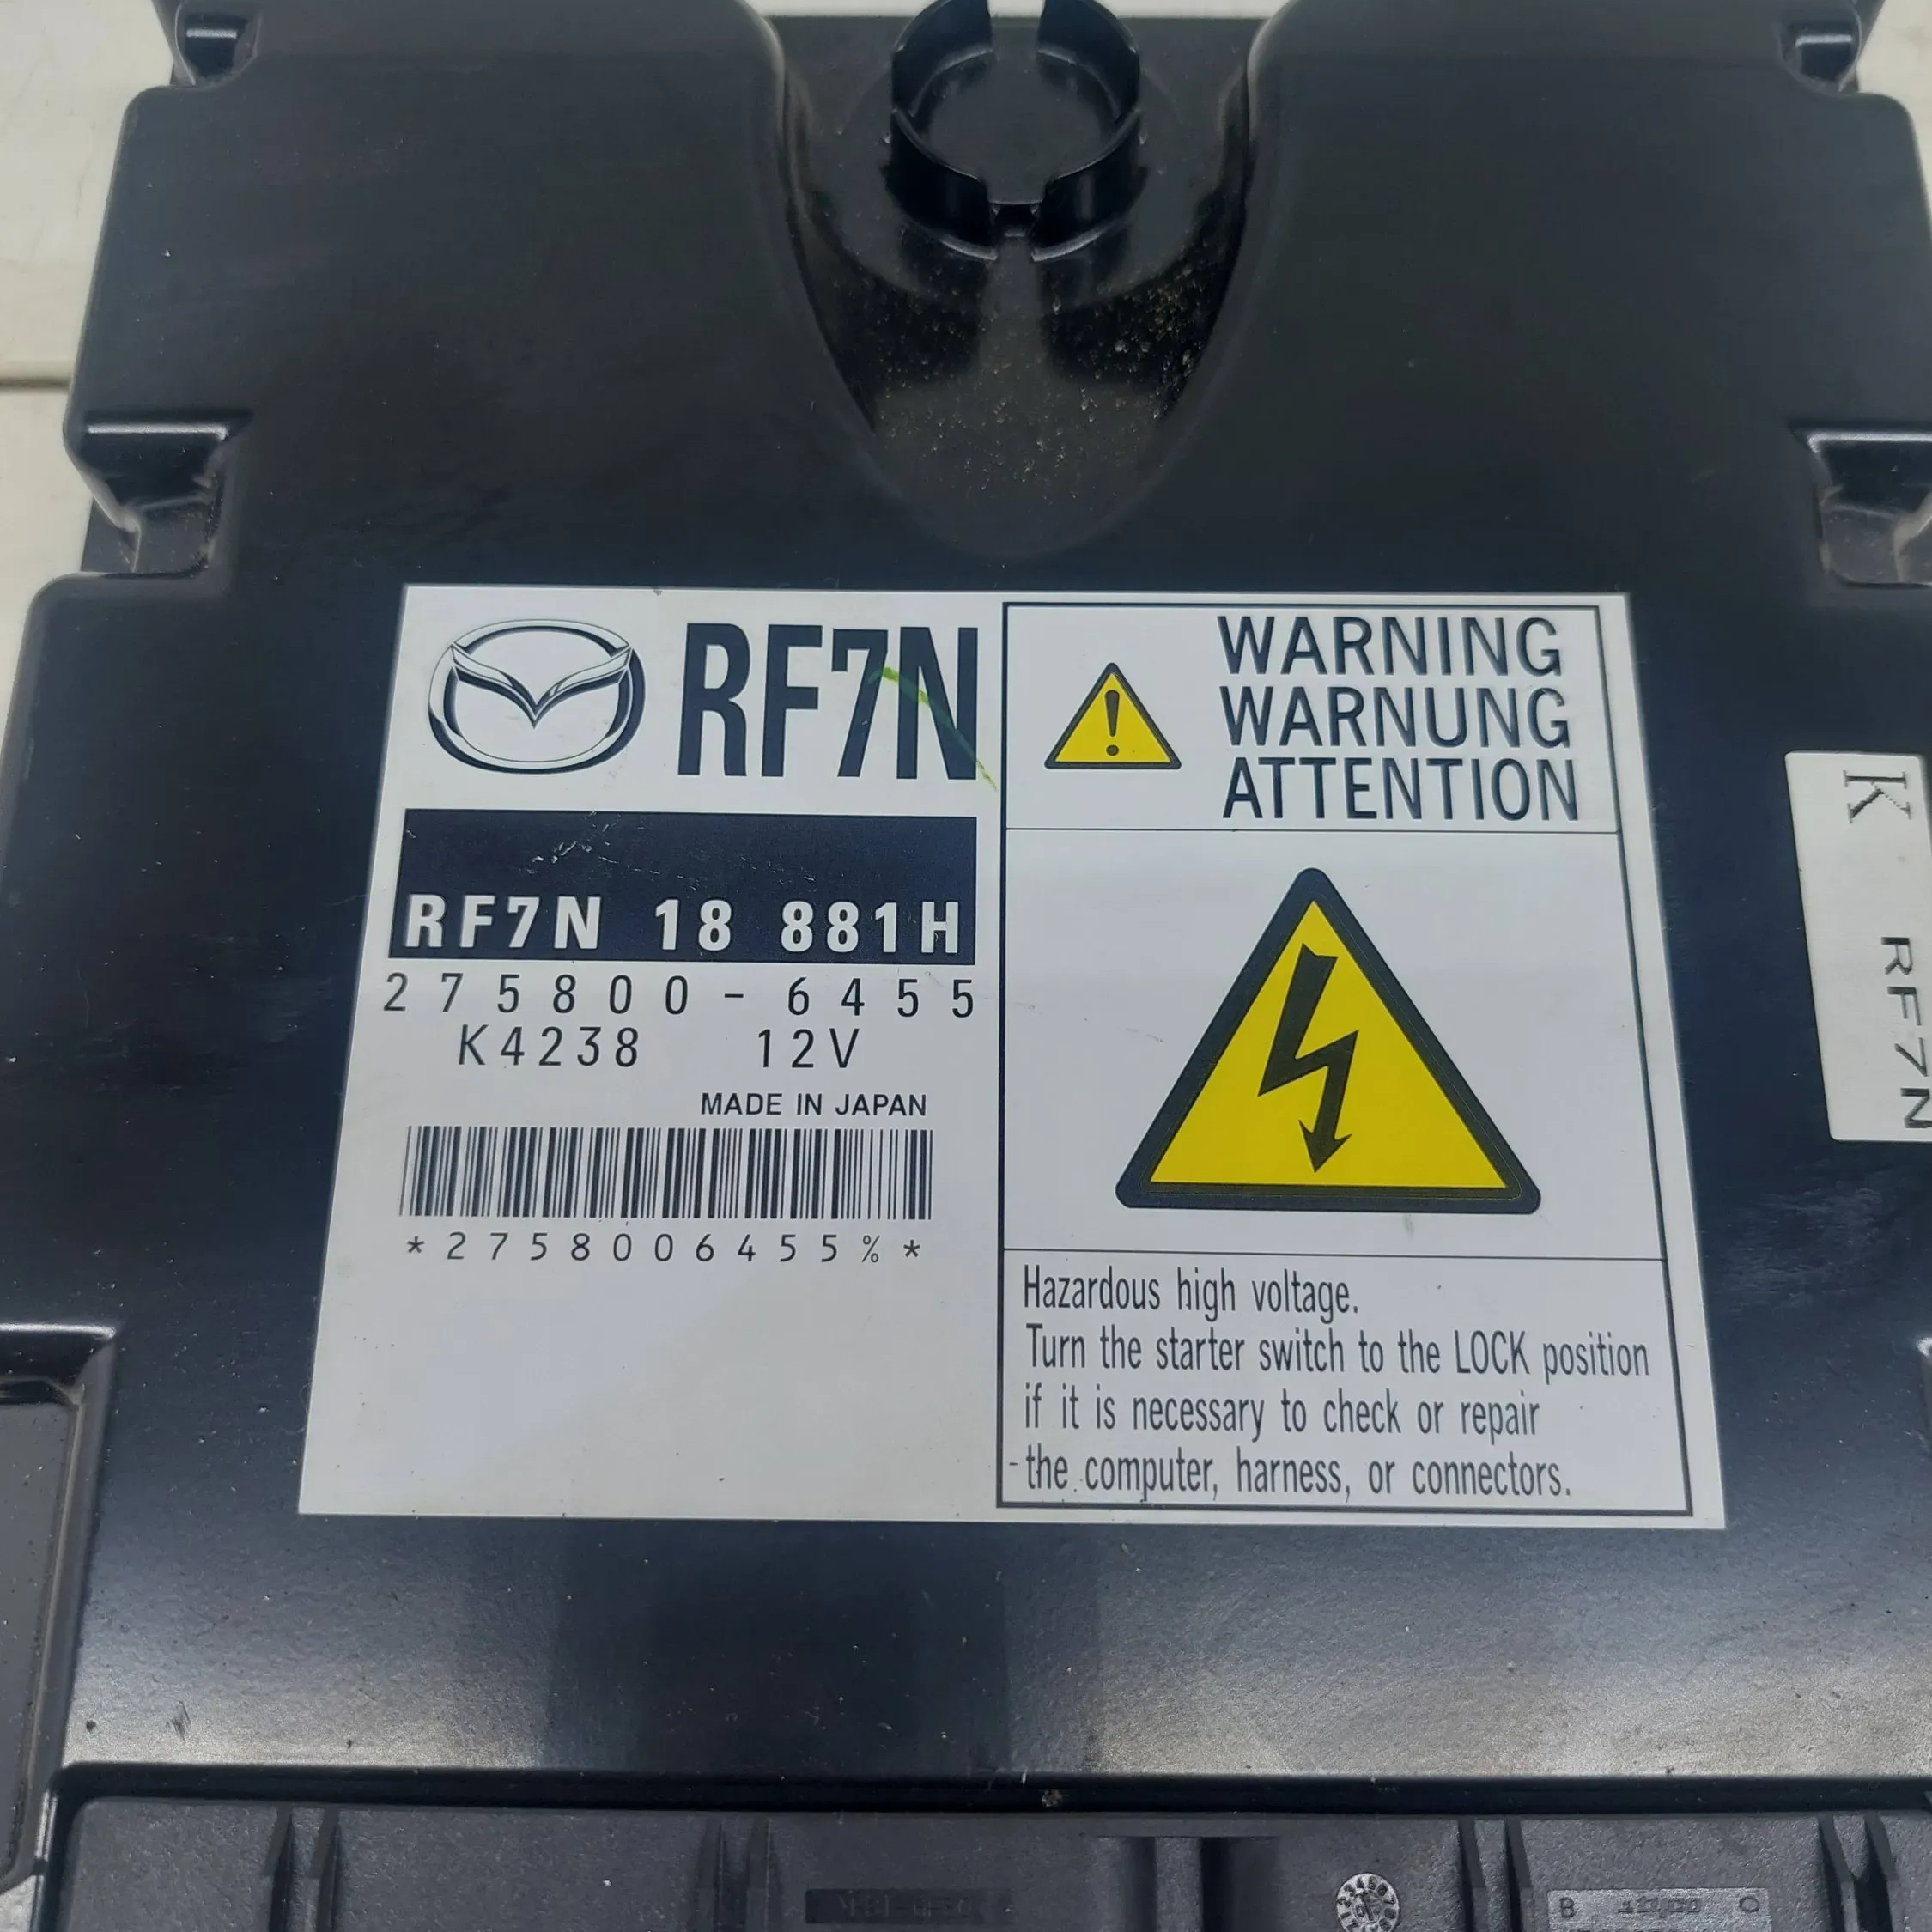 RF7N
RF7N 18 881H
275800-6455
K4238 12V
MADE IN JAPAN
*2758006455%*
WARNING
WARNUNG
ATTENTION
Hazardous high voltage.
Turn the starter switch to the LOCK position
if it is necessary to check or repair
the computer, harness, or connectors.
K RF7N